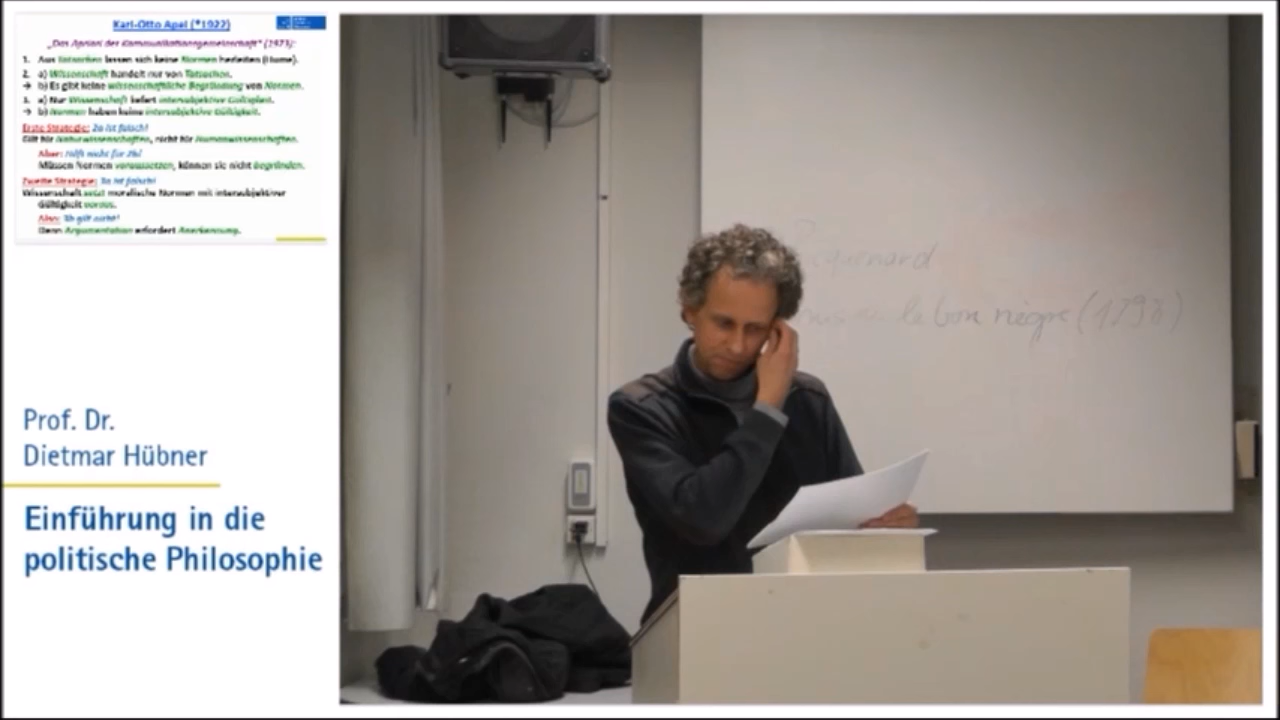 Karl-Otto Apel (*1922)
„Das Apriori der Kommunikationsgemeinschaft“ (1973):
1. Aus Tatsachen lassen sich keine Normen herleiten (Hume).
2. a) Wissenschaft handelt nur von Tatsachen.
→ b) Es gibt keine wissenschaftliche Begründung von Normen.
3. a) Nur Wissenschaft liefert intersubjektive Gültigkeit.
→ b) Normen haben keine intersubjektive Gültigkeit.
Erste Strategie: 2a ist falsch!
Gilt für Naturwissenschaften, nicht für Humanwissenschaften.
Aber: Hilft nicht für 2b!
Müssen Normen voraussetzen, können sie nicht begründen.
Zweite Strategie: 3a ist falsch!
Wissenschaft setzt moralische Normen mit intersubjektiver
Gültigkeit voraus.
Also: 3b gilt nicht!
Denn Argumentation erfordert Anerkennung.
Prof. Dr.
Dietmar Hübner
Einführung in die
politische Philosophie
le bon nègre (1798)